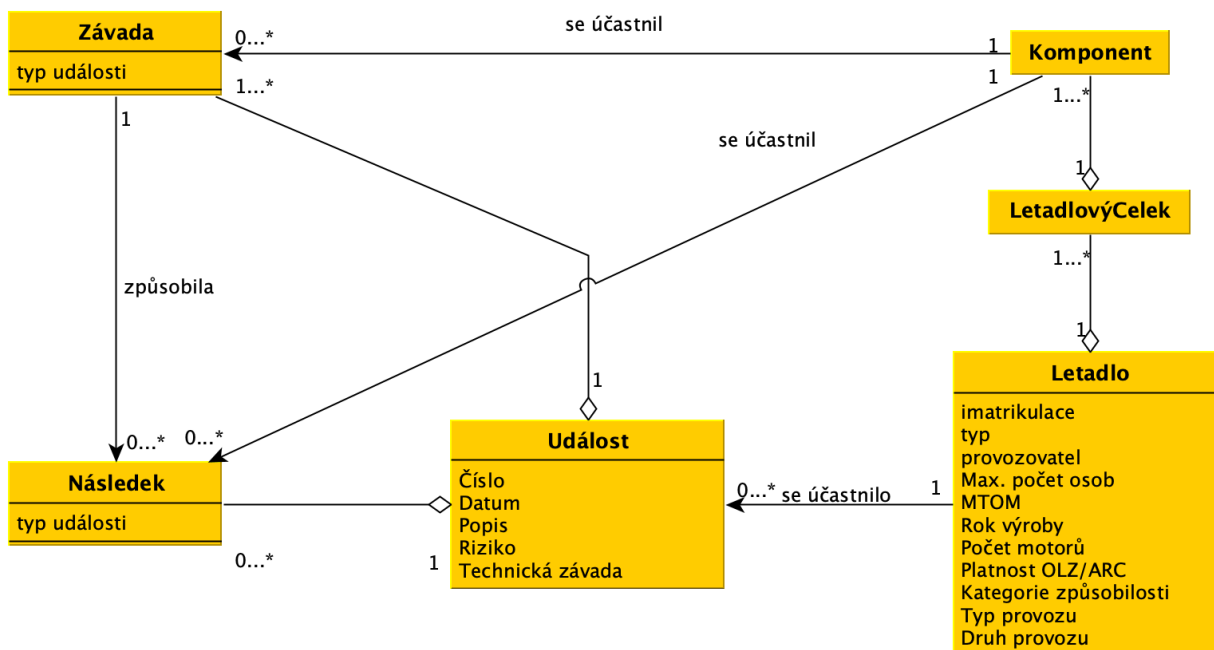 Závada
typ události
0...*
se účastnil
1
Komponent
1...*
1
1
1...*
se účastnil
1
LetadlovýCelek
1...*
způsobila
1
1
Letadlo
imatrikulace
typ
provozovatel
Max. počet osob
MTOM
Rok výroby
Počet motorů
Platnost OLZ/ARC
Kategorie způsobilosti
Typ provozu
Druh provozu
0...*
0...*
Událost
Číslo
Datum
Popis
Riziko
Technická závada
0...*
se účastnilo
1
Následek
typ události
0...*
1